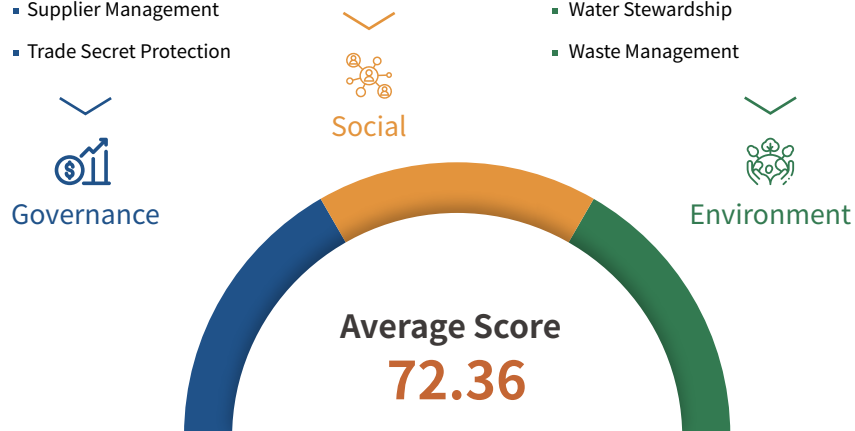 Supplier Management
Trade Secret Protection
Water Stewardship
Waste Management
Social
Governance
Environment
Average Score
72.36